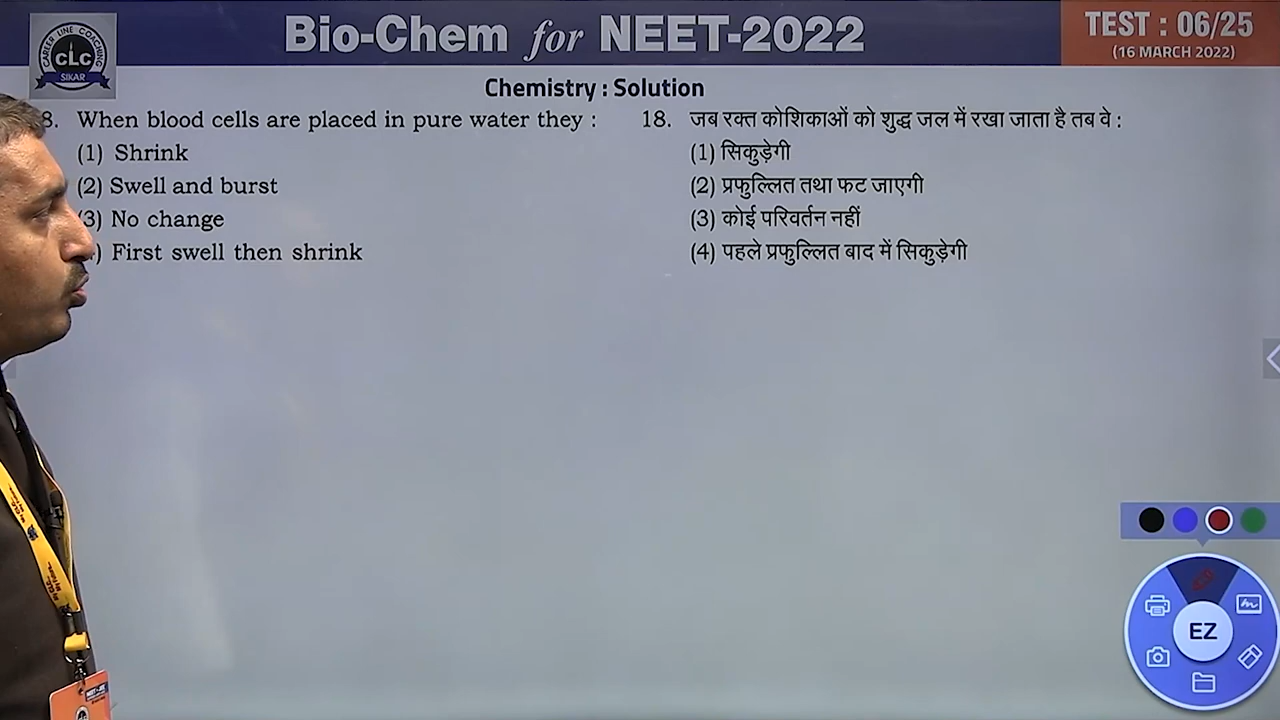 CAREER LINE COACHING
CLC
SIKAR
Bio-Chem for NEET-2022
TEST : 06/25
(16 MARCH 2022)
Chemistry : Solution
8. When blood cells are placed in pure water they :
(1) Shrink
(2) Swell and burst
(3) No change
) First swell then shrink
18. जब रक्त कोशिकाओं को शुद्ध जल में रखा जाता है तब वे :
(1) सिकुड़ेगी
(2) प्रफुल्लित तथा फट जाएगी
(3) कोई परिवर्तन नहीं
(4) पहले प्रफुल्लित बाद में सिकुड़ेगी
EZ